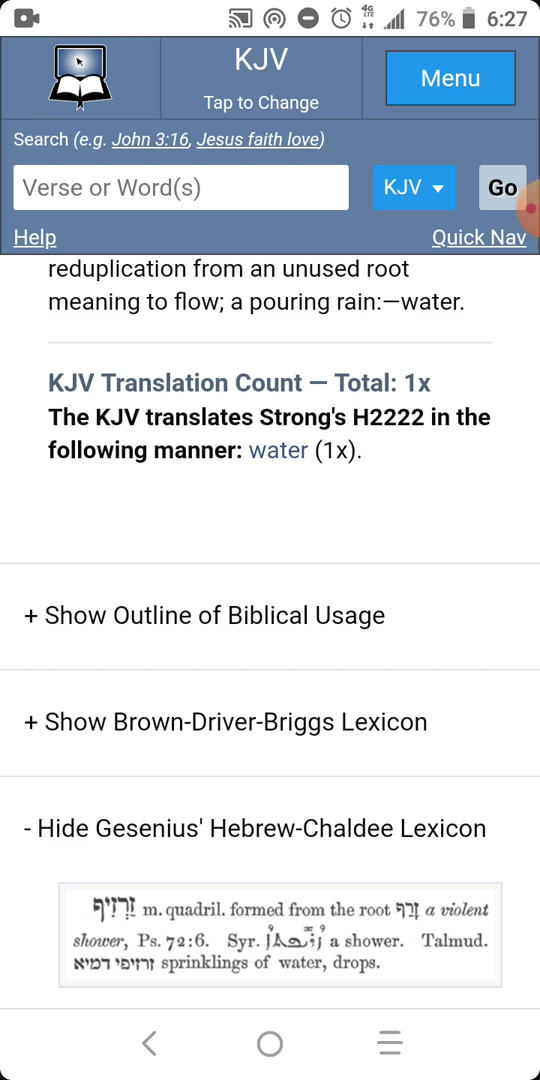 4G
LTE
76%
6:27
KJV
Tap to Change
Menu
Search (e.g. John 3:16, Jesus faith love)
Verse or Word(s)
KJV
Go
Help
Quick Nav
reduplication from an unused root
meaning to flow; a pouring rain:—water.
KJV Translation Count — Total: 1x
The KJV translates Strong's H2222 in the
following manner: water (1x).
+ Show Outline of Biblical Usage
+ Show Brown-Driver-Briggs Lexicon
- Hide Gesenius' Hebrew-Chaldee Lexicon
זַרְזִיף m. quadril. formed from the root זָרַף a violent
shower, Ps. 72:6. Syr. a shower. Talmud.
זרזיפי דמיא sprinklings of water, drops.